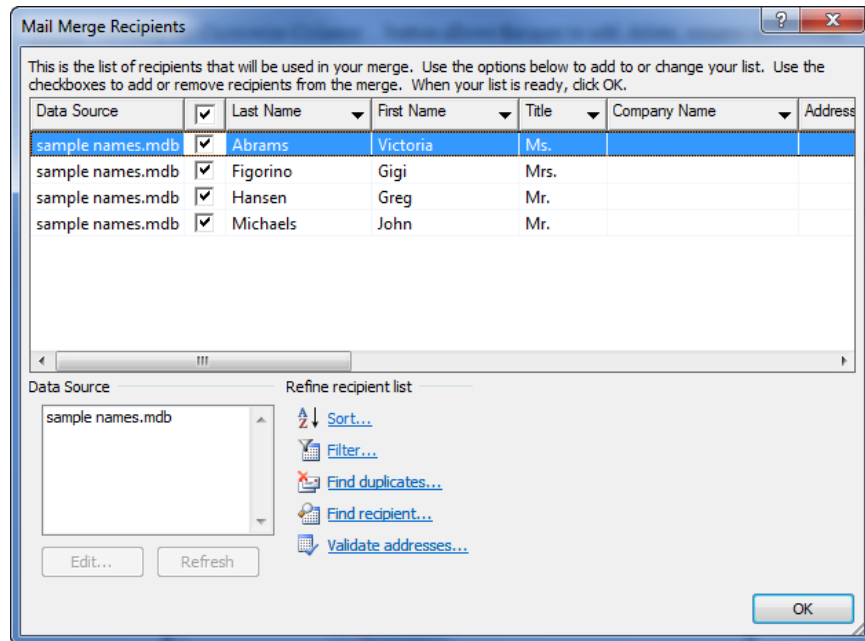 Mail Merge Recipients
This is the list of recipients that will be used in your merge. Use the options below to add to or change your list. Use the
checkboxes to add or remove recipients from the merge. When your list is ready, click OK.
Data Source Last Name First Name Title Company Name Address
sample names.mdb Abrams Victoria Ms.
sample names.mdb Figorino Gigi Mrs.
sample names.mdb Hansen Greg Mr.
sample names.mdb Michaels John Mr.
Data Source Refine recipient list
sample names.mdb
Sort...
Filter...
Find duplicates...
Find recipient...
Validate addresses...
Edit... Refresh
OK